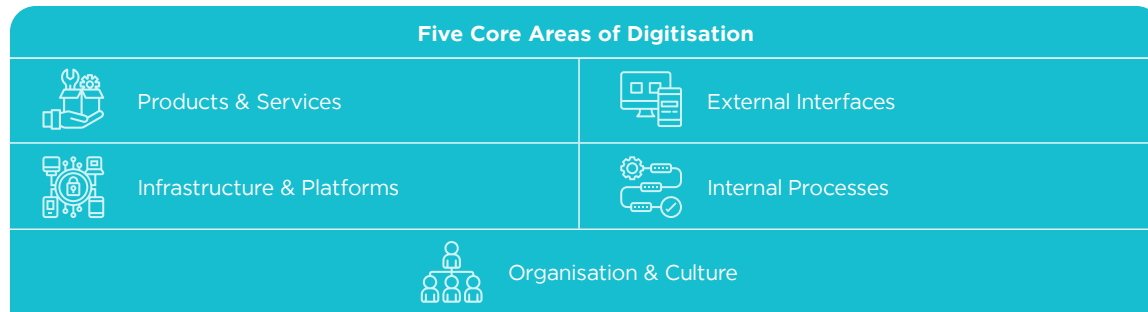 Five Core Areas of Digitisation
Products & Services
External Interfaces
Infrastructure & Platforms
Internal Processes
Organisation & Culture